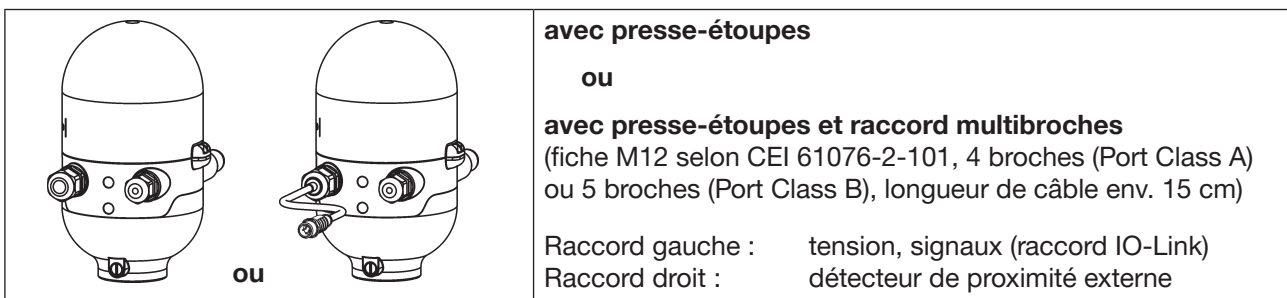 ou
avec presse-étoupes
ou
avec presse-étoupes et raccord multibroches
(fiche M12 selon CEI 61076-2-101, 4 broches (Port Class A)
ou 5 broches (Port Class B), longueur de câble env. 15 cm)
Raccord gauche : tension, signaux (raccord IO-Link)
Raccord droit : détecteur de proximité externe